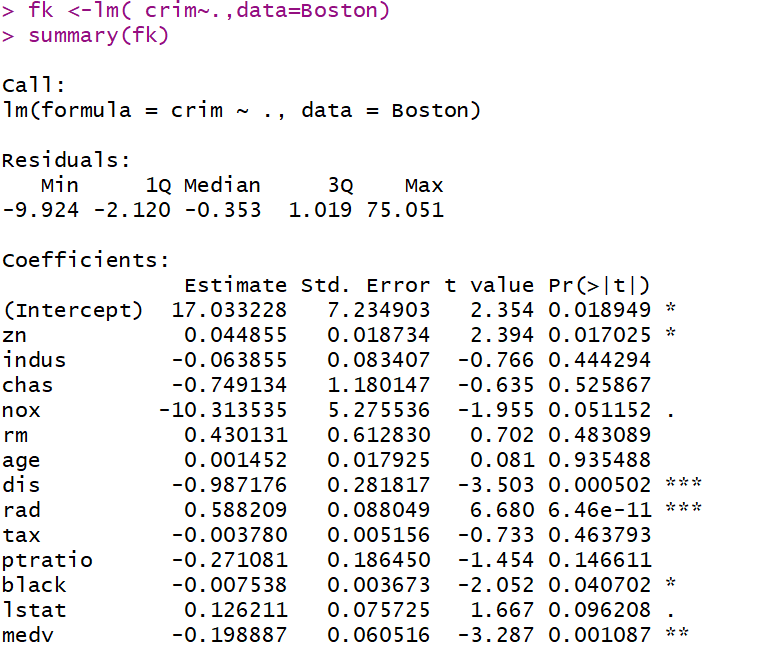 > fk <-lm( crim~.,data=Boston)
> summary(fk)

Call:
lm(formula = crim ~ ., data = Boston)

Residuals:
   Min     1Q Median     3Q    Max
-9.924 -2.120 -0.353  1.019 75.051

Coefficients:
              Estimate Std. Error t value Pr(>|t|)
(Intercept)  17.033228   7.234903   2.354 0.018949 *
zn            0.044855   0.018734   2.394 0.017025 *
indus        -0.063855   0.083407  -0.766 0.444294
chas         -0.749134   1.180147  -0.635 0.525867
nox         -10.313535   5.275536  -1.955 0.051152 .
rm            0.430131   0.612830   0.702 0.483089
age           0.001452   0.017925   0.081 0.935488
dis          -0.987176   0.281817  -3.503 0.000502 ***
rad           0.588209   0.088049   6.680 6.46e-11 ***
tax          -0.003780   0.005156  -0.733 0.463793
ptratio      -0.271081   0.186450  -1.454 0.146611
black        -0.007538   0.003673  -2.052 0.040702 *
lstat         0.126211   0.075725   1.667 0.096208 .
medv         -0.198887   0.060516  -3.287 0.001087 **